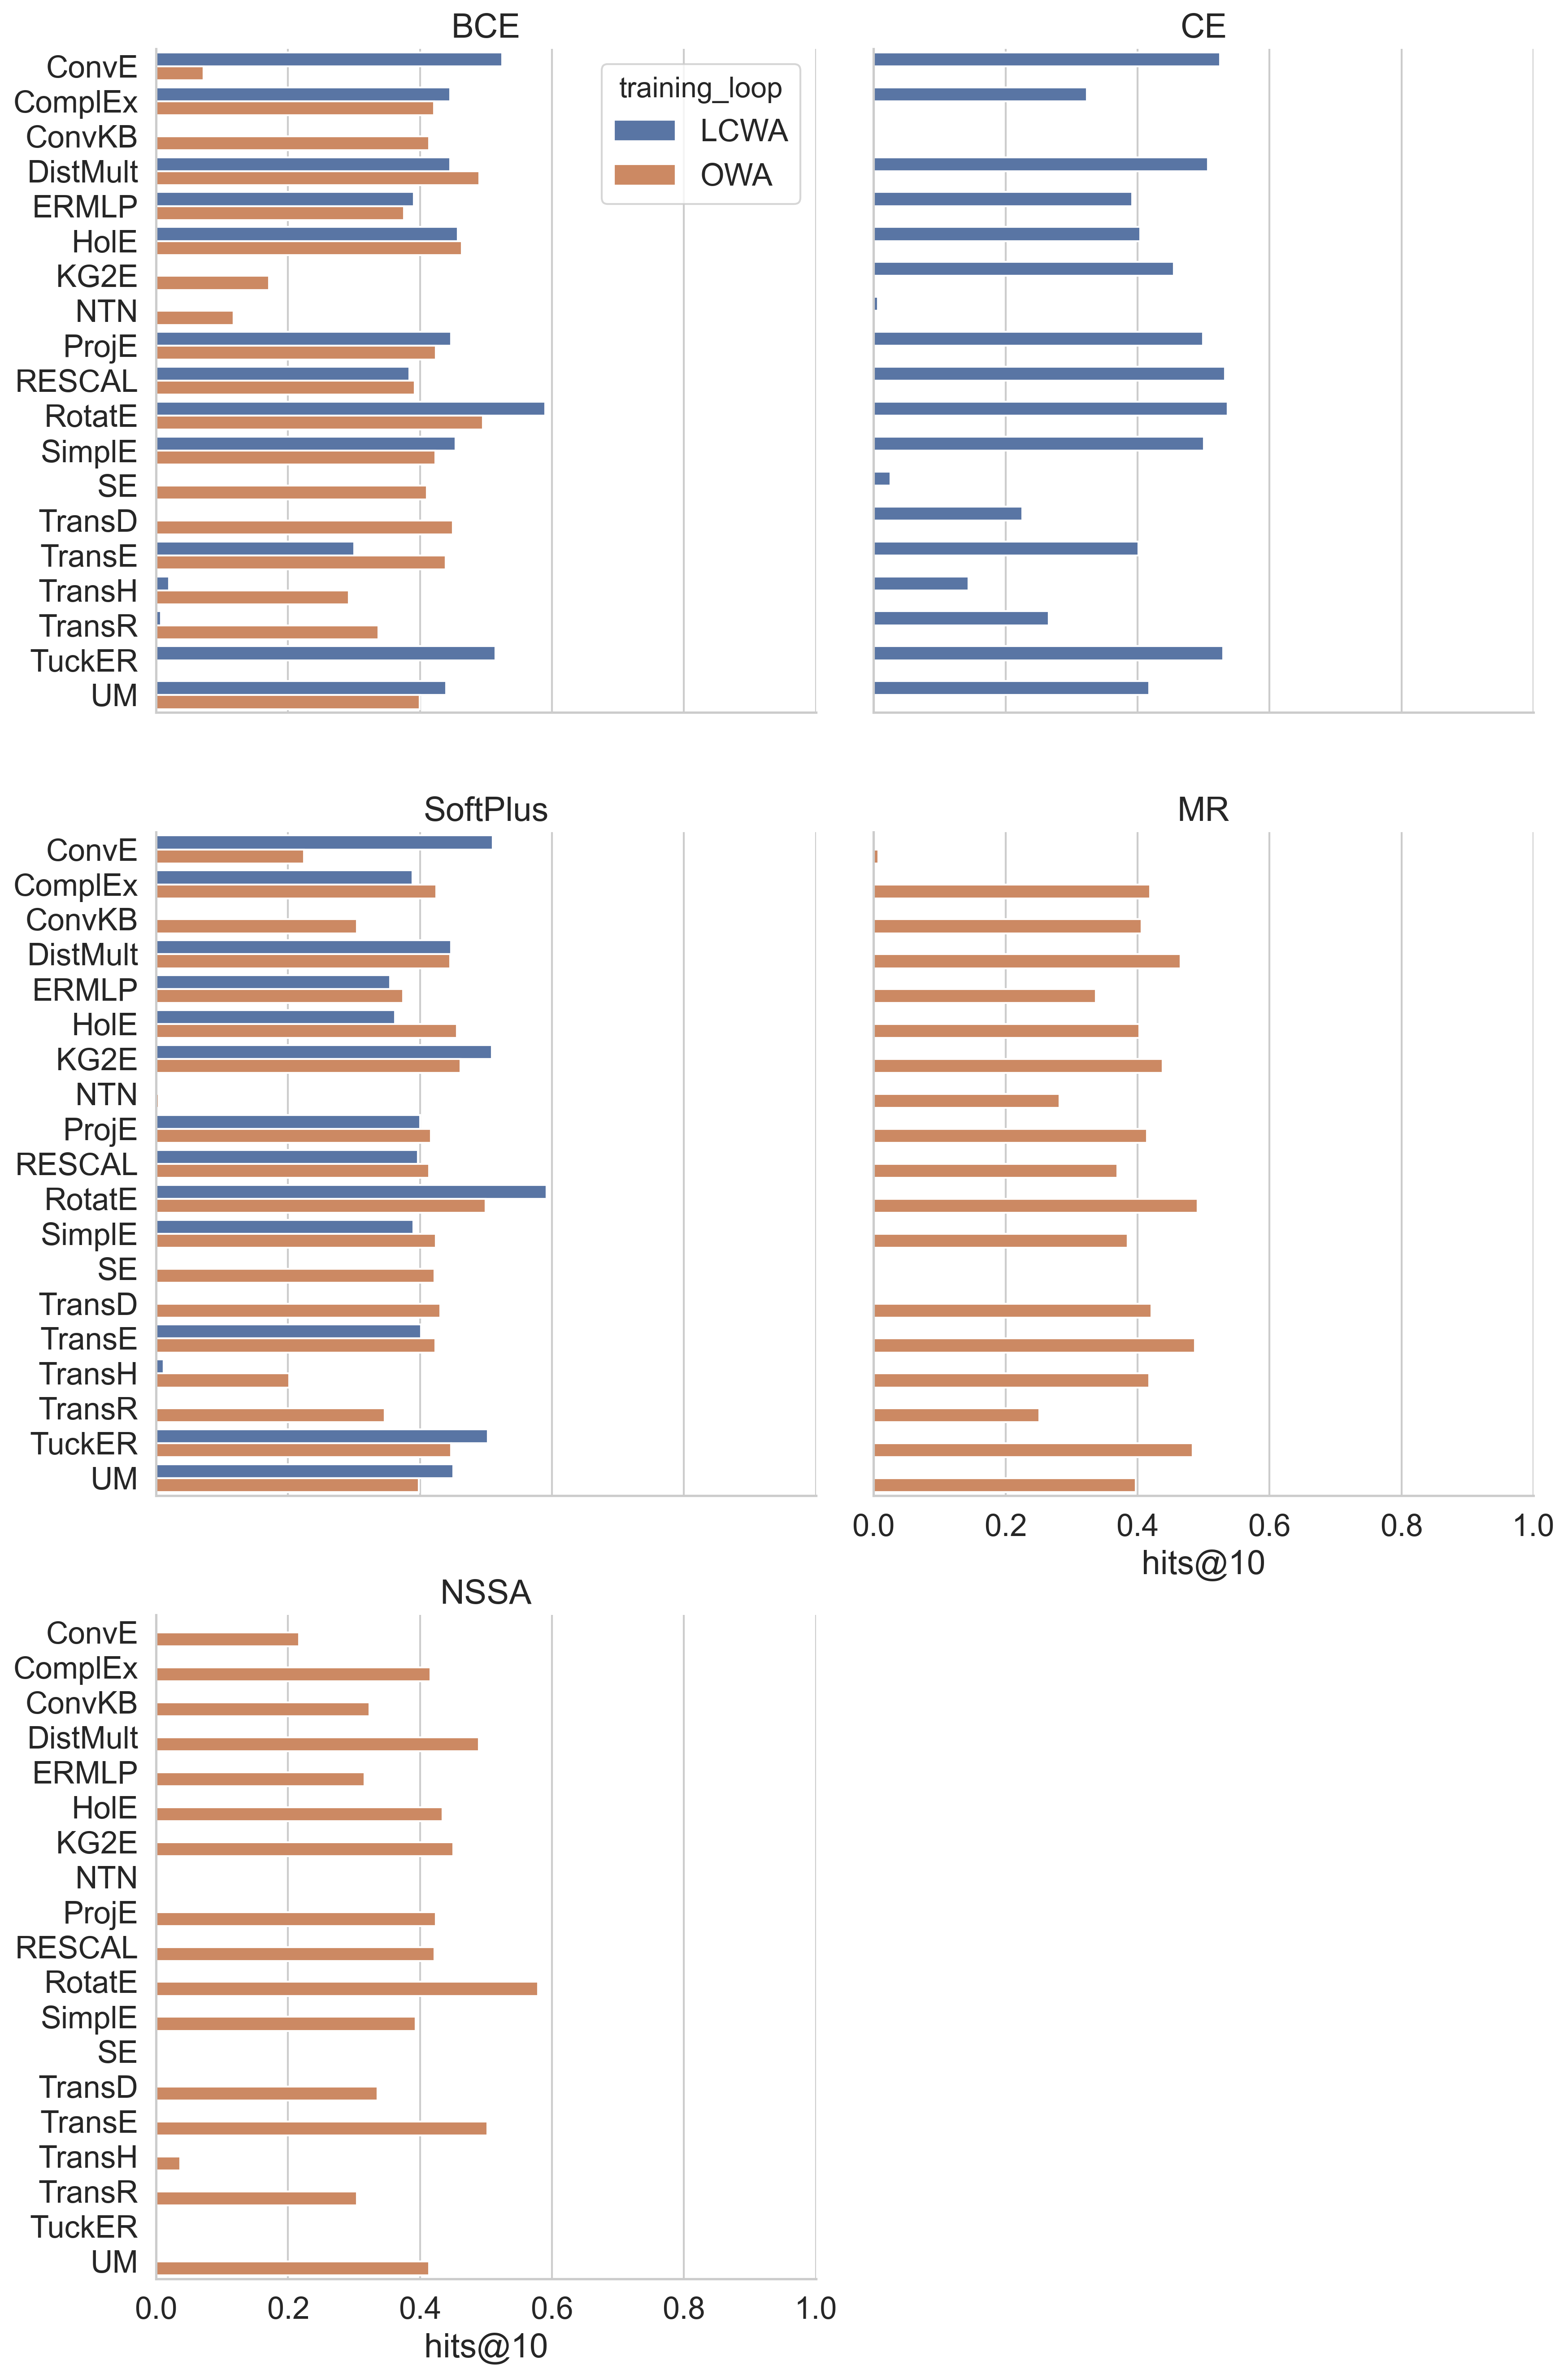 BCE
ConvE
ComplEx
ConvKB
DistMult
ERMLP
HolE
KG2E
NTN
ProjE
RESCAL
RotatE
SimplE
SE
TransD
TransE
TransH
TransR
TuckER
UM
training_loop
LCWA
OWA
CE
SoftPlus
ConvE
ComplEx
ConvKB
DistMult
ERMLP
HolE
KG2E
NTN
ProjE
RESCAL
RotatE
SimplE
SE
TransD
TransE
TransH
TransR
TuckER
UM
MR
0.0 0.2 0.4 0.6 0.8 1.0
hits@10
NSSA
ConvE
ComplEx
ConvKB
DistMult
ERMLP
HolE
KG2E
NTN
ProjE
RESCAL
RotatE
SimplE
SE
TransD
TransE
TransH
TransR
TuckER
UM
0.0 0.2 0.4 0.6 0.8 1.0
hits@10